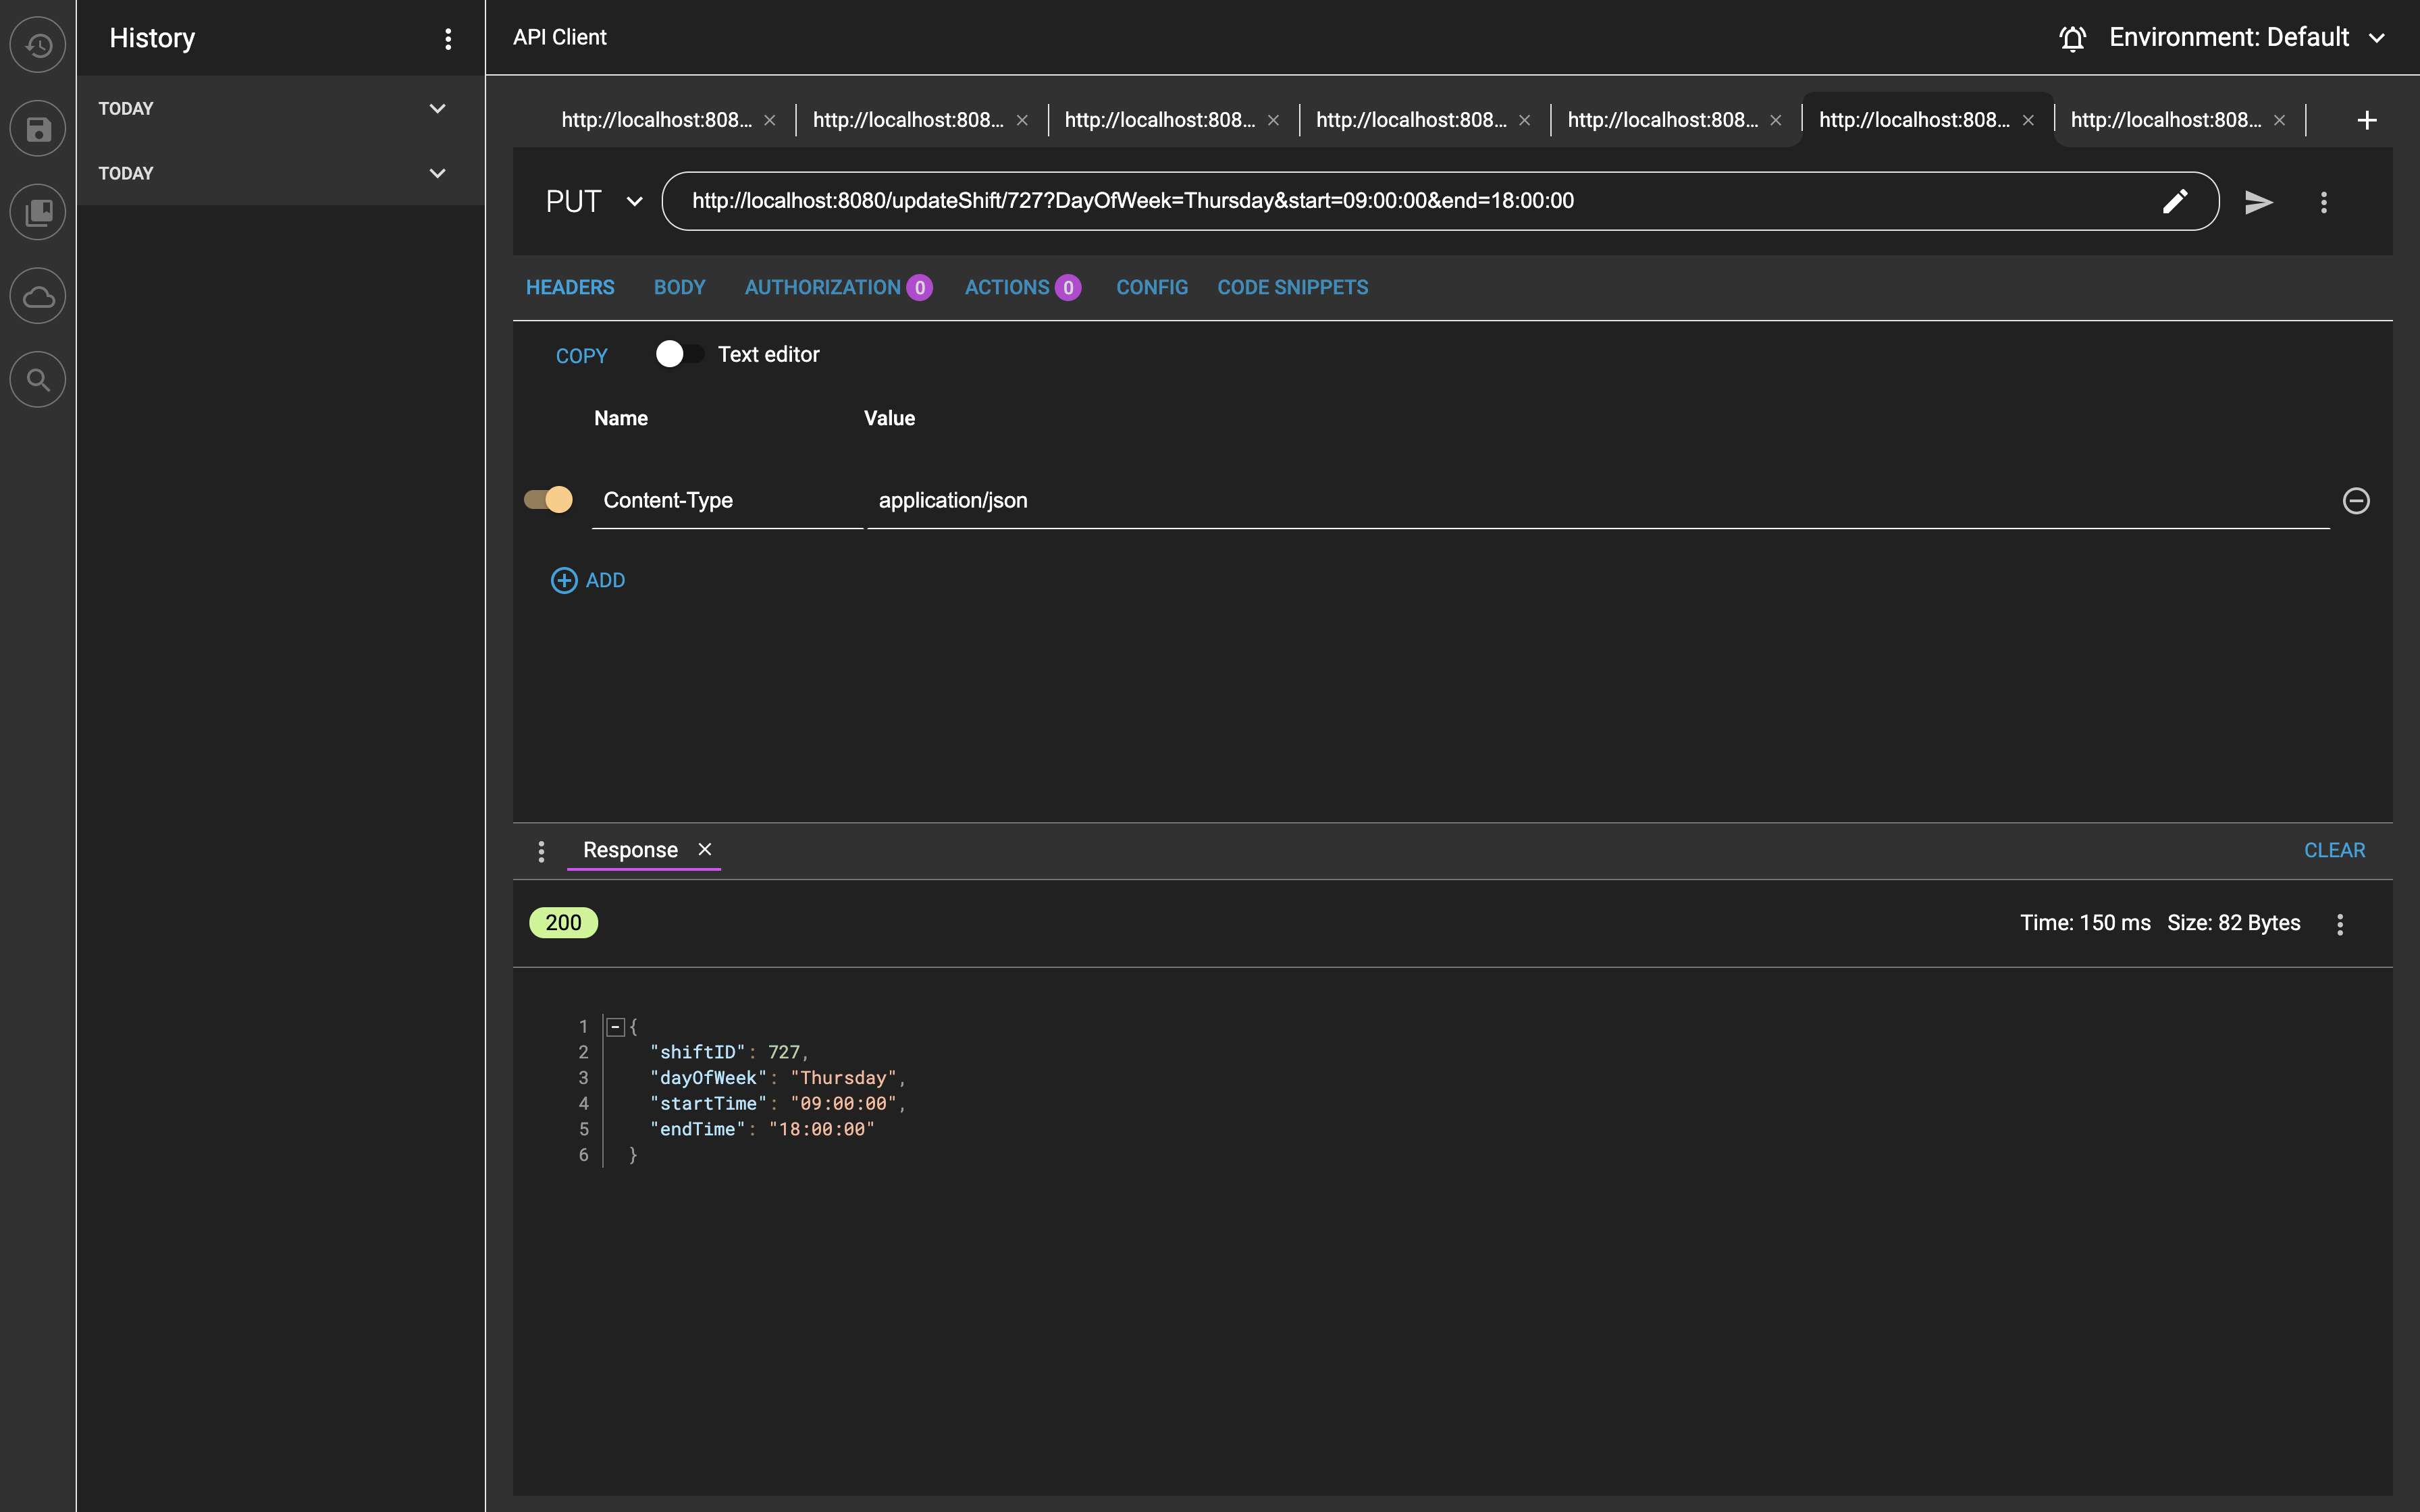 History
TODAY
TODAY
API Client
Environment: Default
http://localhost:808...
http://localhost:808...
http://localhost:808...
http://localhost:808...
http://localhost:808...
http://localhost:808...
http://localhost:808...
PUT
http://localhost:8080/updateShift/727?DayOfWeek=Thursday&start=09:00:00&end=18:00:00
HEADERS
BODY
AUTHORIZATION 0
ACTIONS 0
CONFIG
CODE SNIPPETS
COPY
Text editor
Name
Value
Content-Type
application/json
ADD
Response
CLEAR
200
Time: 150 ms Size: 82 Bytes
1 {
2 "shiftID": 727,
3 "dayOfWeek": "Thursday",
4 "startTime": "09:00:00",
5 "endTime": "18:00:00"
6 }